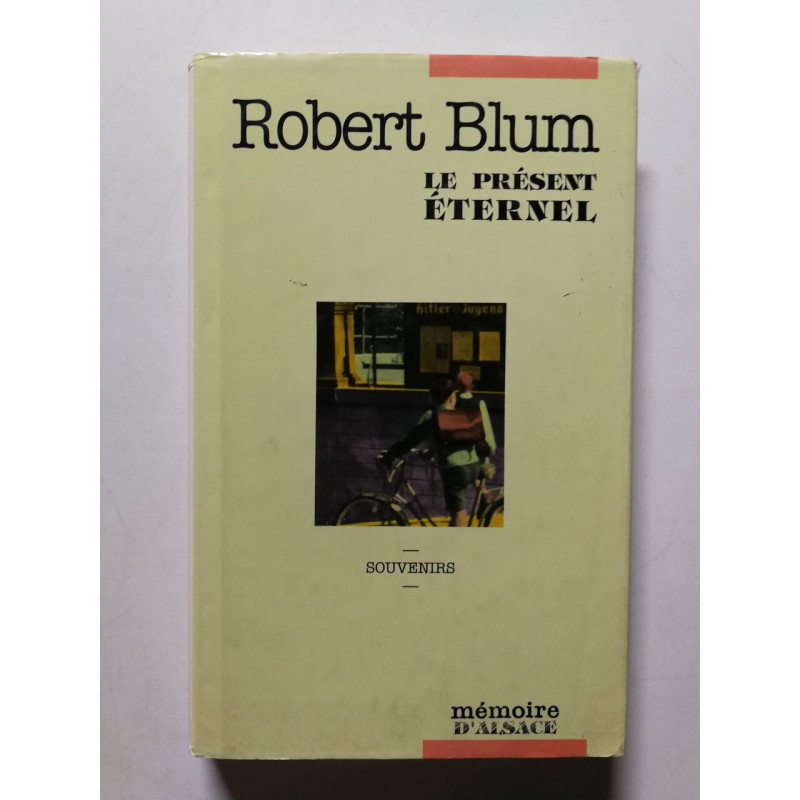 Robert Blum
LE PRÉSENT
ÉTERNEL
Hitler Jugend
SOUVENIRS
mémoire
D'ALSACE